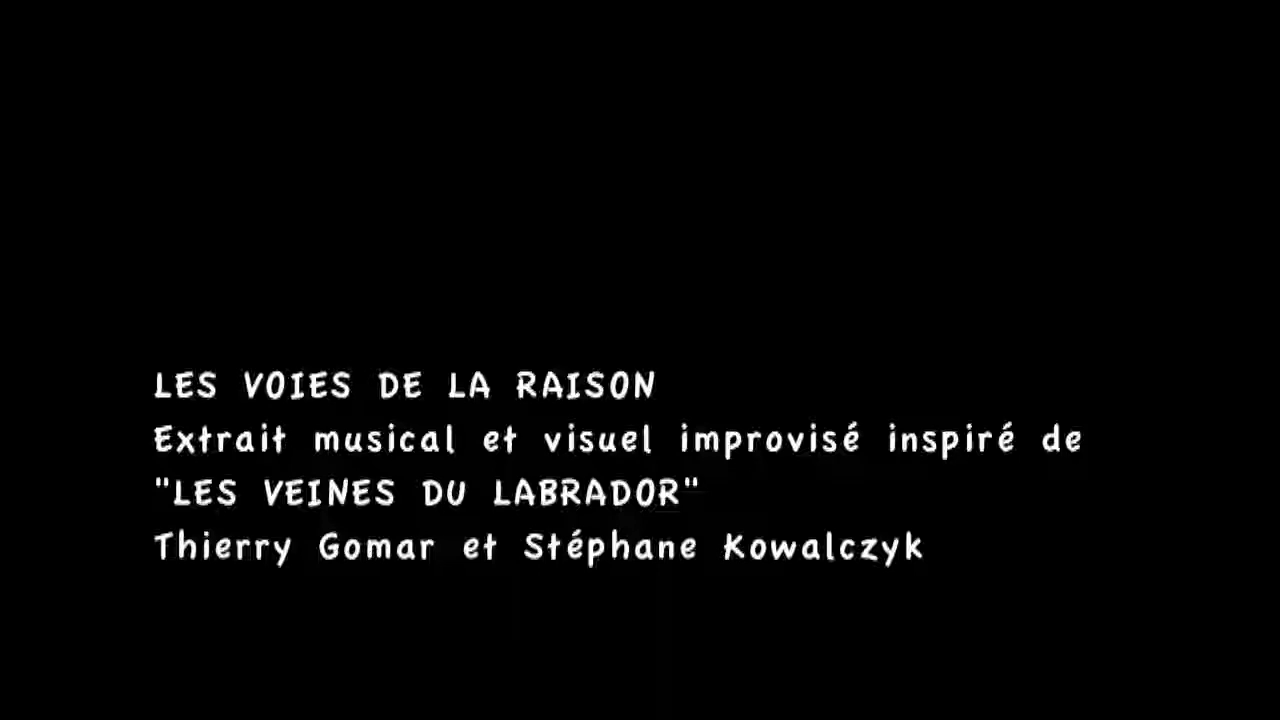 LES VOIES DE LA RAISON
Extrait musical et visuel improvisé inspiré de
"LES VEINES DU LABRADOR"
Thierry Gomar et Stéphane Kowalczyk